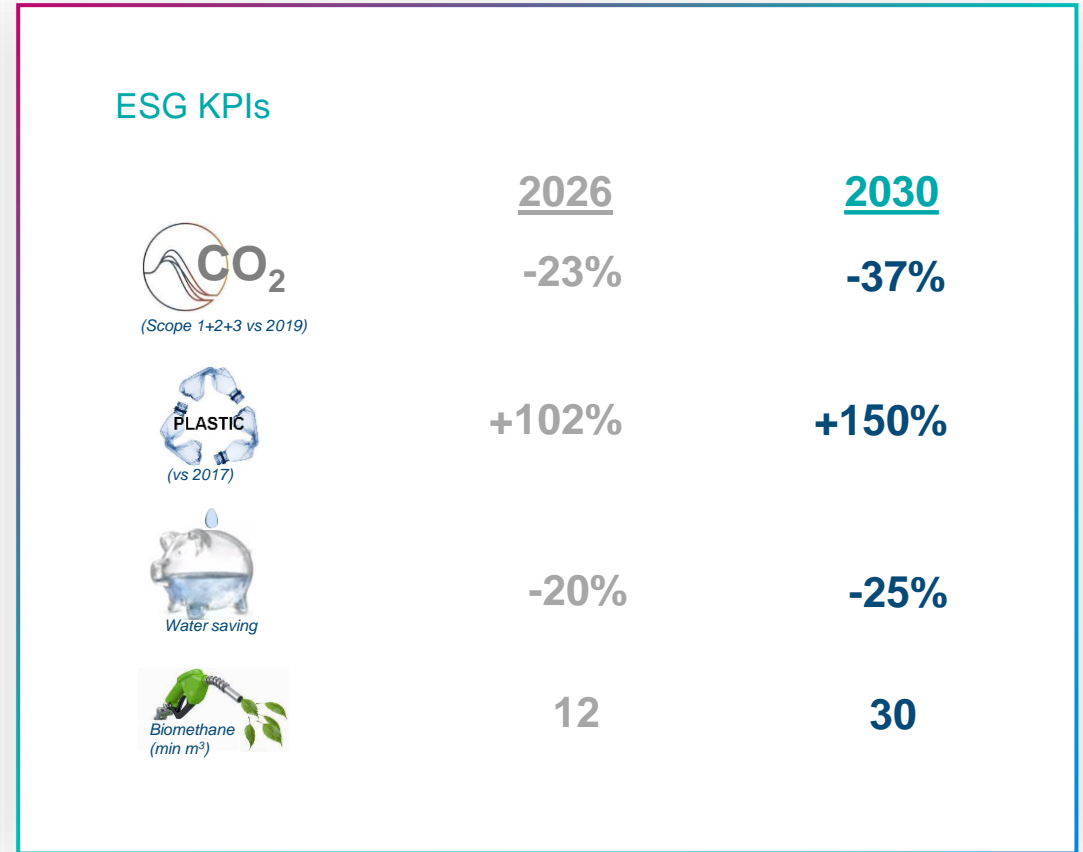 ESG KPIs
2026 2030
CO₂ -23% -37%
(Scope 1+2+3 vs 2019)
PLASTIC +102% +150%
(vs 2017)
-20% -25%
Water saving
Biomethane 12 30
(min m³)